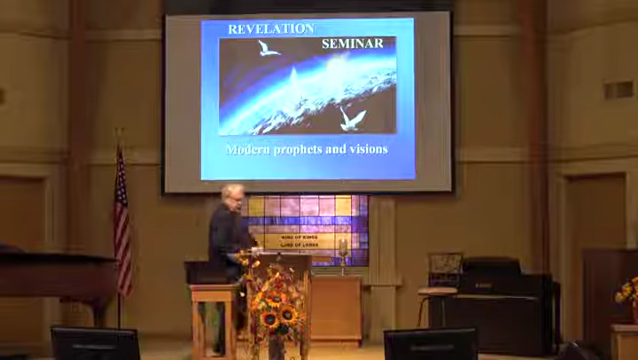 REVELATION
SEMINAR
Modern prophets and visions
KING OF KINGS
LORD OF LORDS